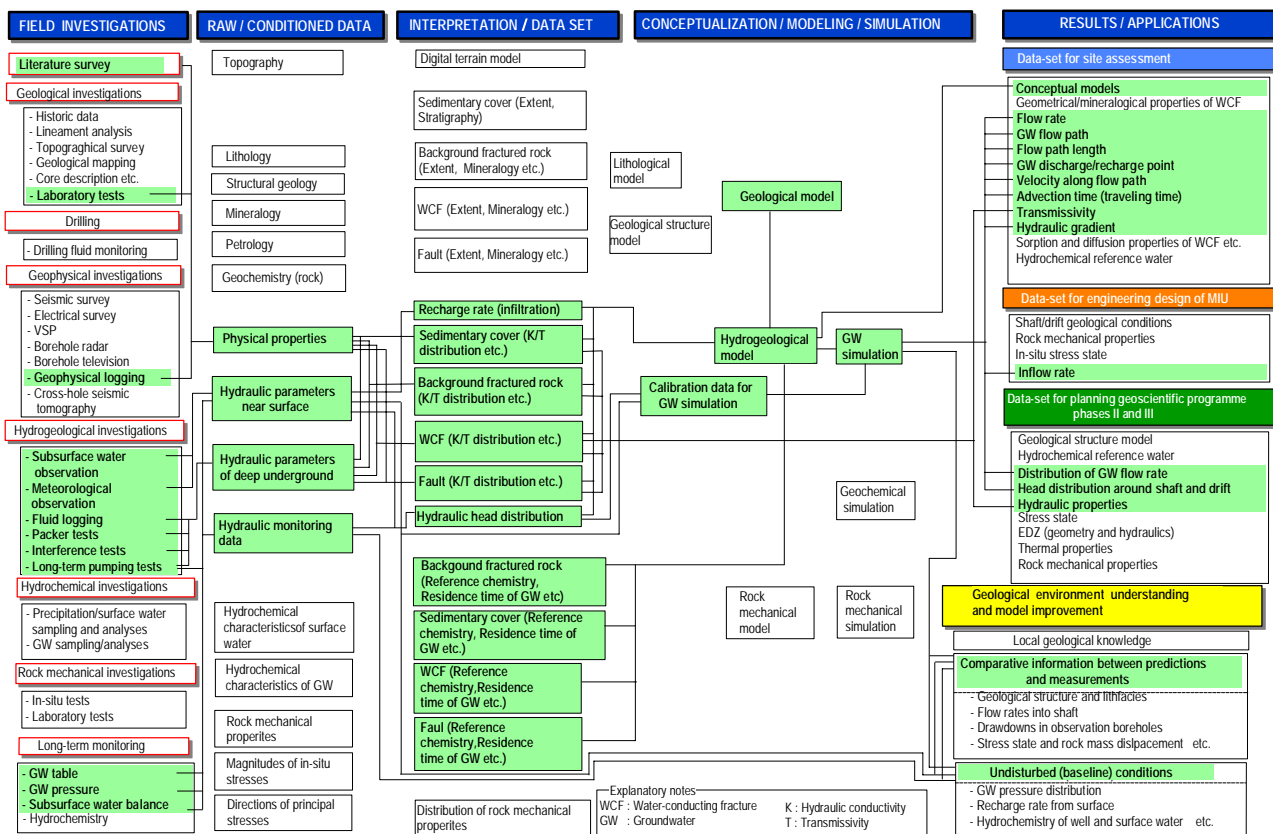 FIELD INVESTIGATIONS
RAW / CONDITIONED DATA
INTERPRETATION / DATA SET
CONCEPTUALIZATION / MODELING / SIMULATION
RESULTS / APPLICATIONS
Literature survey
Geological investigations
- Historic data
- Lineament analysis
- Topograghical survey
- Geological mapping
- Core description etc.
- Laboratory tests
Drilling
- Drilling fluid monitoring
Geophysical investigations
- Seismic survey
- Electrical survey
- VSP
- Borehole radar
- Borehole television
- Geophysical logging
- Cross-hole seismic
tomography
Hydrogeological investigations
- Subsurface water
observation
- Meteorological
observation
- Fluid logging
- Packer tests
- Interference tests
- Long-term pumping tests
Hydrochemical investigations
- Precipitation/surface water
sampling and analyses
- GW sampling/analyses
Rock mechanical investigations
- In-situ tests
- Laboratory tests
Long-term monitoring
- GW table
- GW pressure
- Subsurface water balance
- Hydrochemistry
Topography
Lithology
Structural geology
Mineralogy
Petrology
Geochemistry (rock)
Physical properties
Hydraulic parameters
near surface
Hydraulic parameters
of deep underground
Hydraulic monitoring
data
Hydrochemical
characteristicsof surface
water
Hydrochemical
characteristics of GW
Rock mechanical
properites
Magnitudes of in-situ
stresses
Directions of principal
stresses
Digital terrain model
Sedimentary cover (Extent,
Stratigraphy)
Background fractured rock
(Extent, Mineralogy etc.)
WCF (Extent, Mineralogy etc.)
Fault (Extent, Mineralogy etc.)
Recharge rate (infiltration)
Sedimentary cover (K/T
distribution etc.)
Background fractured rock
(K/T distribution etc.)
WCF (K/T distribution etc.)
Fault (K/T distribution etc.)
Hydraulic head distribution
Backgound fractured rock
(Reference chemistry,
Residence time of GW etc)
Sedimentary cover (Reference
chemistry, Residence time of
GW etc.)
WCF (Reference
chemistry,Residence
time of GW etc.)
Faul (Reference
chemistry,Residence
time of GW etc.)
Distribution of rock mechanical
properites
Lithological
model
Geological structure
model
Geological model
Hydrogeological
model
GW
simulation
Calibration data for
GW simulation
Geochemical
simulation
Rock
mechanical
model
Rock
mechanical
simulation
Explanatory notes
WCF : Water-conducting fracture
GW : Groundwater
K : Hydraulic conductivity
T : Transmissivity
Data-set for site assessment
Conceptual models
Geometrical/mineralogical properties of WCF
Flow rate
GW flow path
Flow path length
GW discharge/recharge point
Velocity along flow path
Advection time (traveling time)
Transmissivity
Hydraulic gradient
Sorption and diffusion properties of WCF etc.
Hydrochemical reference water
Data-set for engineering design of MIU
Shaft/drift geological conditions
Rock mechanical properties
In-situ stress state
Inflow rate
Data-set for planning geoscientific programme
phases II and III
Geological structure model
Hydrochemical reference water
Distribution of GW flow rate
Head distribution around shaft and drift
Hydraulic properties
Stress state
EDZ (geometry and hydraulics)
Thermal properties
Rock mechanical properties
Geological environment understanding
and model improvement
Local geological knowledge
Comparative information between predictions
and measurements
- Geological structure and lithfacies
- Flow rates into shaft
- Drawdowns in observation boreholes
- Stress state and rock mass dislpacement etc.
Undisturbed (baseline) conditions
- GW pressure distribution
- Recharge rate from surface
- Hydrochemistry of well and surface water etc.